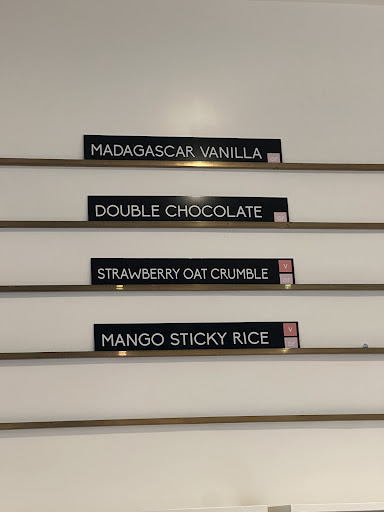 MADAGASCAR VANILLA
DOUBLE CHOCOLATE
STRAWBERRY OAT CRUMBLE
V
MANGO STICKY RICE
V